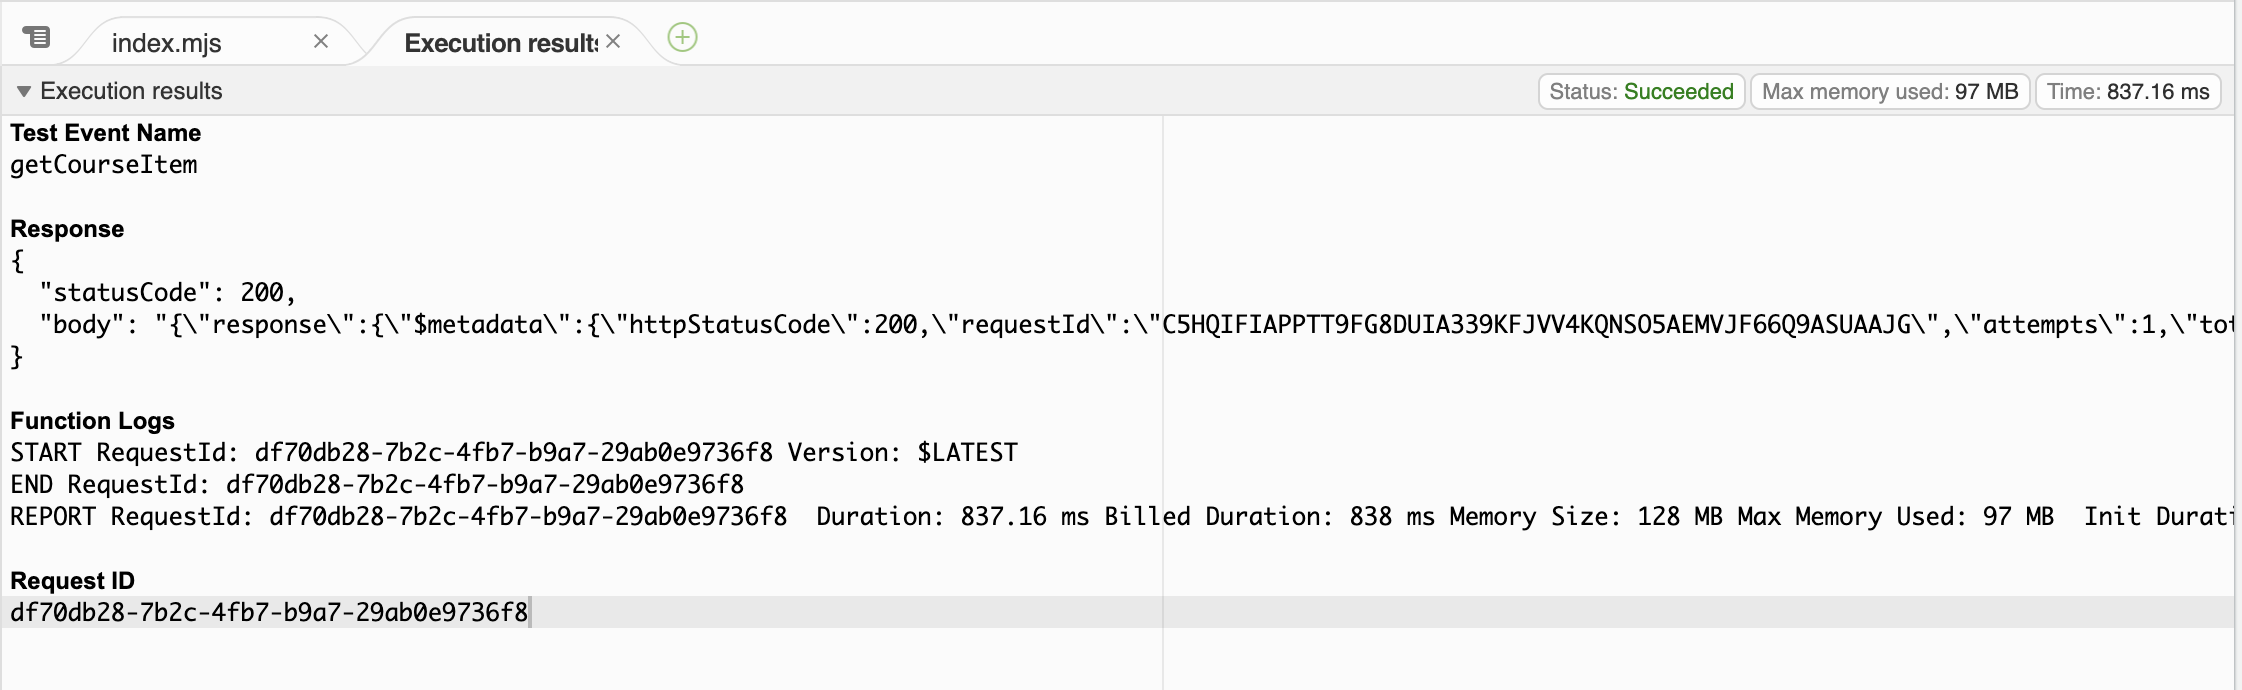 index.mjs
Execution results
Execution results
Status: Succeeded
Max memory used: 97 MB
Time: 837.16 ms
Test Event Name
getCourseItem
Response
{
"statusCode": 200,
"body": "{\"response\":{\"$metadata\":{\"httpStatusCode\":200,\"requestId\":\"C5HQIFIAPPTT9FG8DUIA339KFJVV4KQNSO5AEMVJF66Q9ASUAAJG\",\"attempts\":1,\"tot
}
Function Logs
START RequestId: df70db28-7b2c-4fb7-b9a7-29ab0e9736f8 Version: $LATEST
END RequestId: df70db28-7b2c-4fb7-b9a7-29ab0e9736f8
REPORT RequestId: df70db28-7b2c-4fb7-b9a7-29ab0e9736f8 Duration: 837.16 ms Billed Duration: 838 ms Memory Size: 128 MB Max Memory Used: 97 MB Init Durati
Request ID
df70db28-7b2c-4fb7-b9a7-29ab0e9736f8